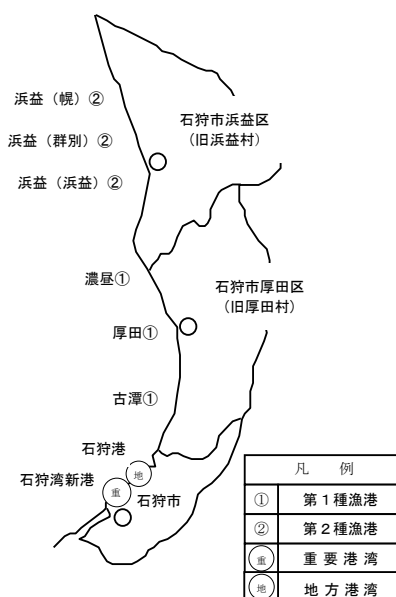 浜益（幌）②
浜益（群別）②
浜益（浜益）②
石狩市浜益区
（旧浜益村）
濃昼①
石狩市厚田区
（旧厚田村）
厚田①
古潭①
石狩港
地
石狩湾新港
重
石狩市
凡 例
① 第１種漁港
② 第２種漁港
重 重要港湾
地 地方港湾